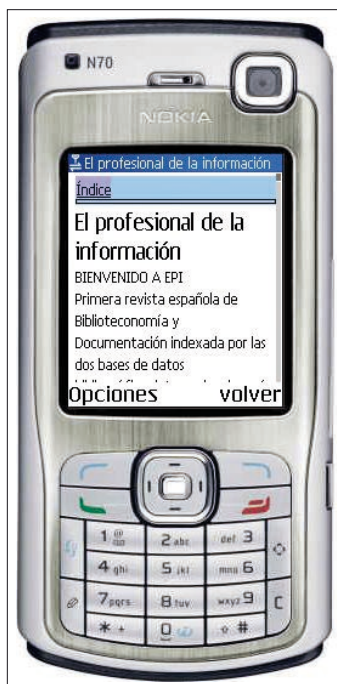 N70
NOKIA
El profesional de la información
Índice
El profesional de la
información
BIENVENIDO A EPI
Primera revista española de
Biblioteconomía y
Documentación indexada por las
dos bases de datos
Opciones volver
1
2 abc
def 3
4 ghi
5 jkl
mno 6
7 pqrs
8 tuv
wxyz 9
C
* +
0
#